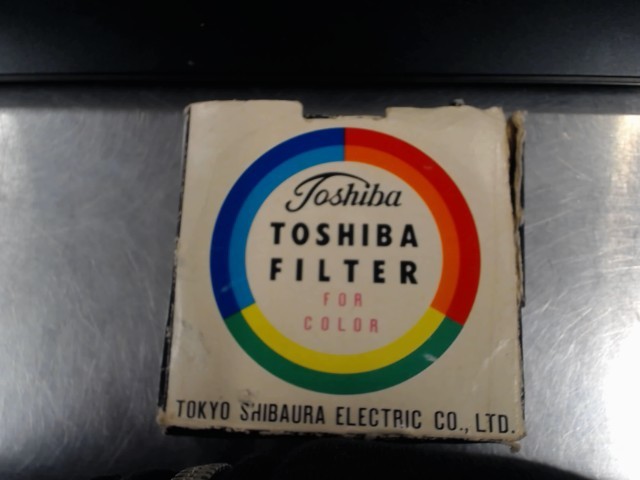 Toshiba
TOSHIBA
FILTER
FOR
COLOR
TOKYO SHIBAURA ELECTRIC CO., LTD.